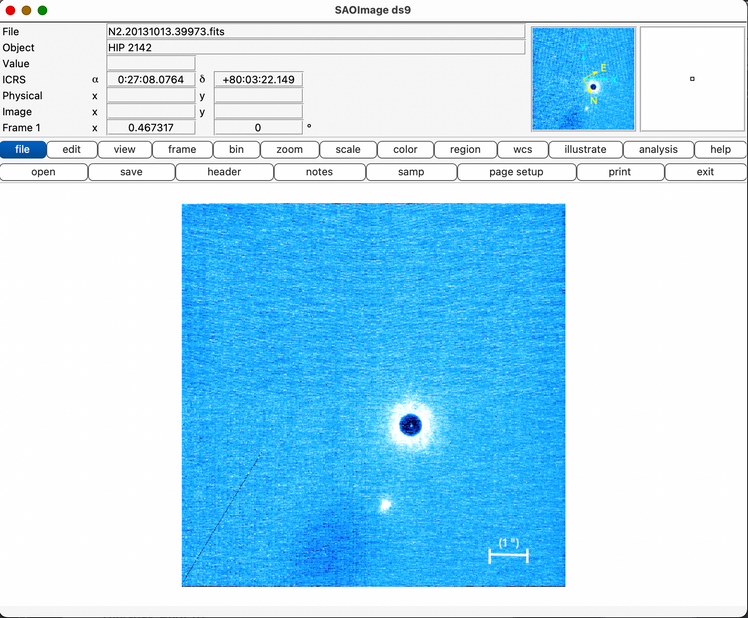 SAOImage ds9
File N2.20131013.39973.fits
Object HIP 2142
Value
ICRS α 0:27:08.0764 δ +80:03:22.149
Physical x y
Image x y
Frame 1 x 0.467317 0 °
E
N
file edit view frame bin zoom scale color region wcs illustrate analysis help
open save header notes samp page setup print exit
(1 ")